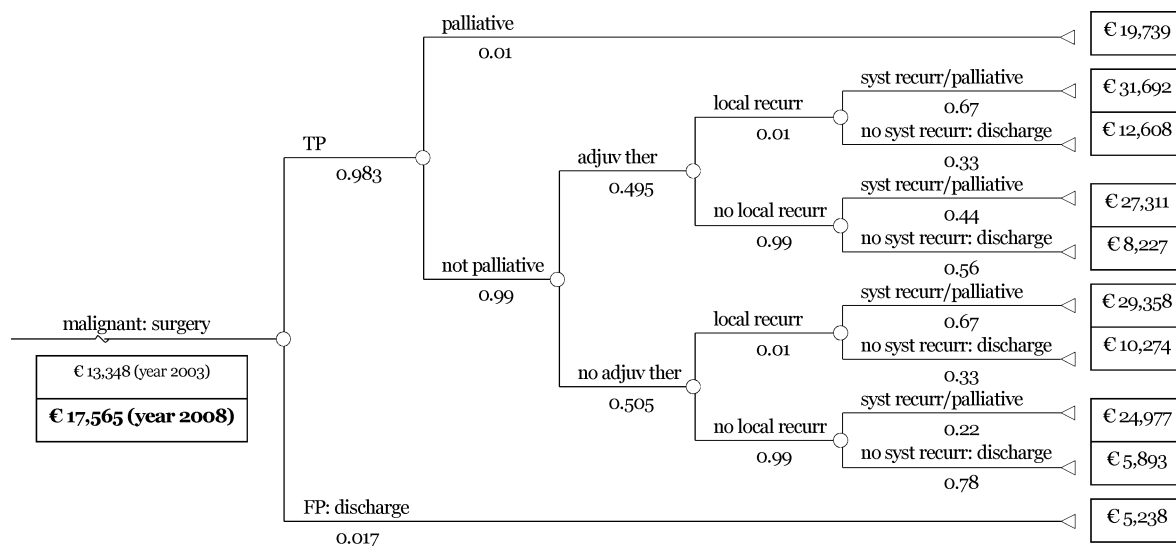 palliative
0.01
€ 19,739
syst recurr/palliative
0.67
€ 31,692
local recurr
0.01
no syst recurr: discharge
0.33
€ 12,608
TP
0.983
adjuv ther
0.495
syst recurr/palliative
0.44
€ 27,311
no local recurr
0.99
no syst recurr: discharge
0.56
€ 8,227
not palliative
0.99
syst recurr/palliative
0.67
€ 29,358
local recurr
0.01
no syst recurr: discharge
0.33
€ 10,274
malignant: surgery
€ 13,348 (year 2003)
€ 17,565 (year 2008)
no adjuv ther
0.505
syst recurr/palliative
0.22
€ 24,977
no local recurr
0.99
no syst recurr: discharge
0.78
€ 5,893
FP: discharge
0.017
€ 5,238